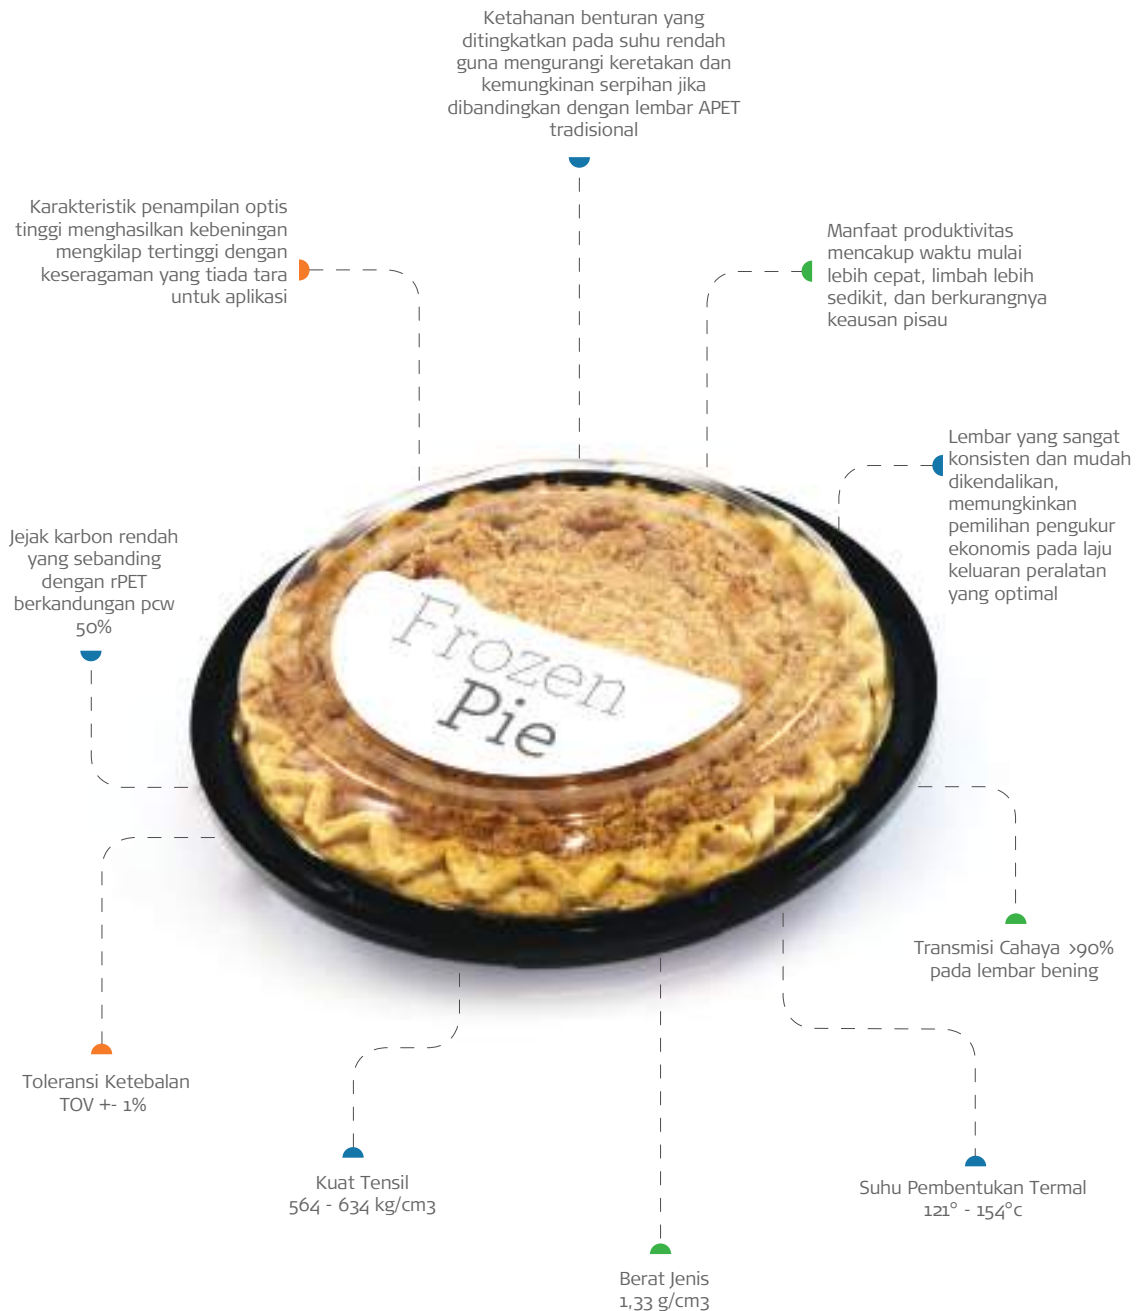 Ketahanan benturan yang
ditingkatkan pada suhu rendah
guna mengurangi keretakan dan
kemungkinan serpihan jika
dibandingkan dengan lembar APET
tradisional
Karakteristik penampilan optis
tinggi menghasilkan kebeningan
mengkilap tertinggi dengan
keseragaman yang tiada tara
untuk aplikasi
Manfaat produktivitas
mencakup waktu mulai
lebih cepat, limbah lebih
sedikit, dan berkurangnya
keausan pisau
Lembar yang sangat
konsisten dan mudah
dikendalikan,
memungkinkan
pemilihan pengukur
ekonomis pada laju
keluaran peralatan
yang optimal
Jejak karbon rendah
yang sebanding
dengan rPET
berkandungan pcw
50%
Frozen
Pie
Transmisi Cahaya >90%
pada lembar bening
Toleransi Ketebalan
TOV +- 1%
Kuat Tensil
564 - 634 kg/cm3
Suhu Pembentukan Termal
121° - 154°c
Berat Jenis
1,33 g/cm3